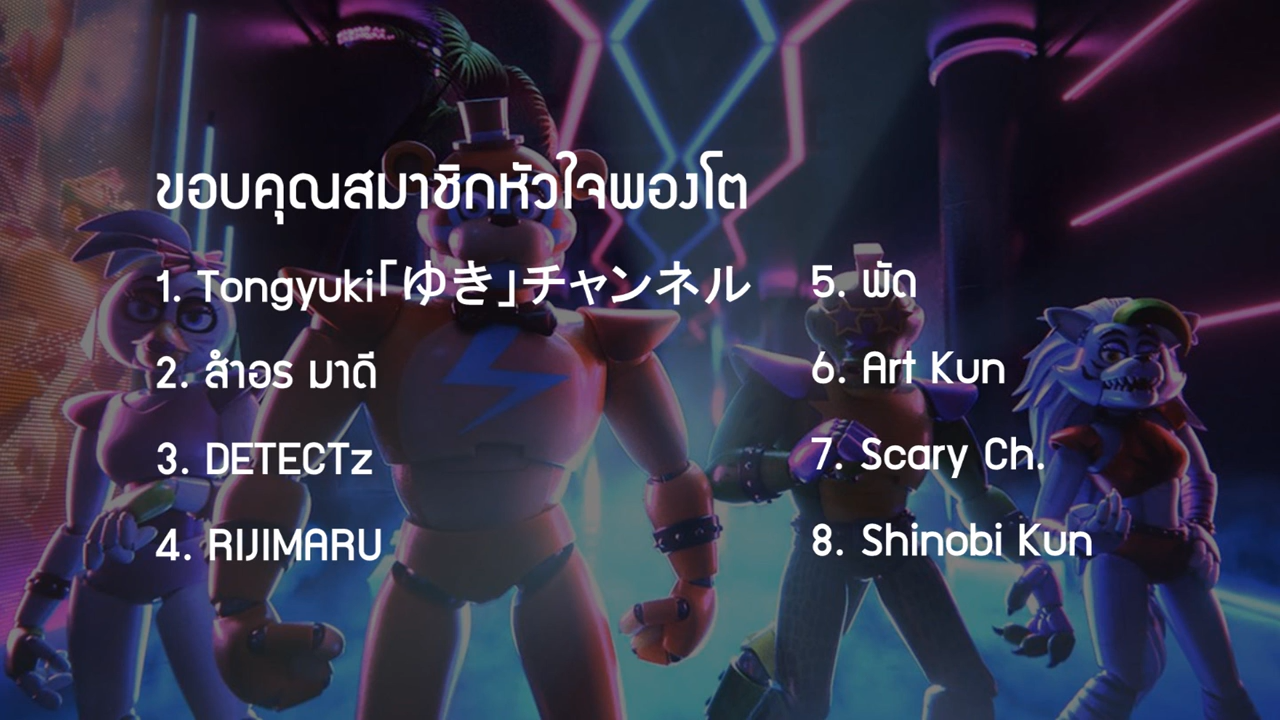 ขอบคุณสมาชิกหัวใจพองโต
1. Tongyuki「ゆき」チャンネル
2. สำอร มาดี
3. DETECTz
4. RIJIMARU
5. พัด
6. Art Kun
7. Scary Ch.
8. Shinobi Kun